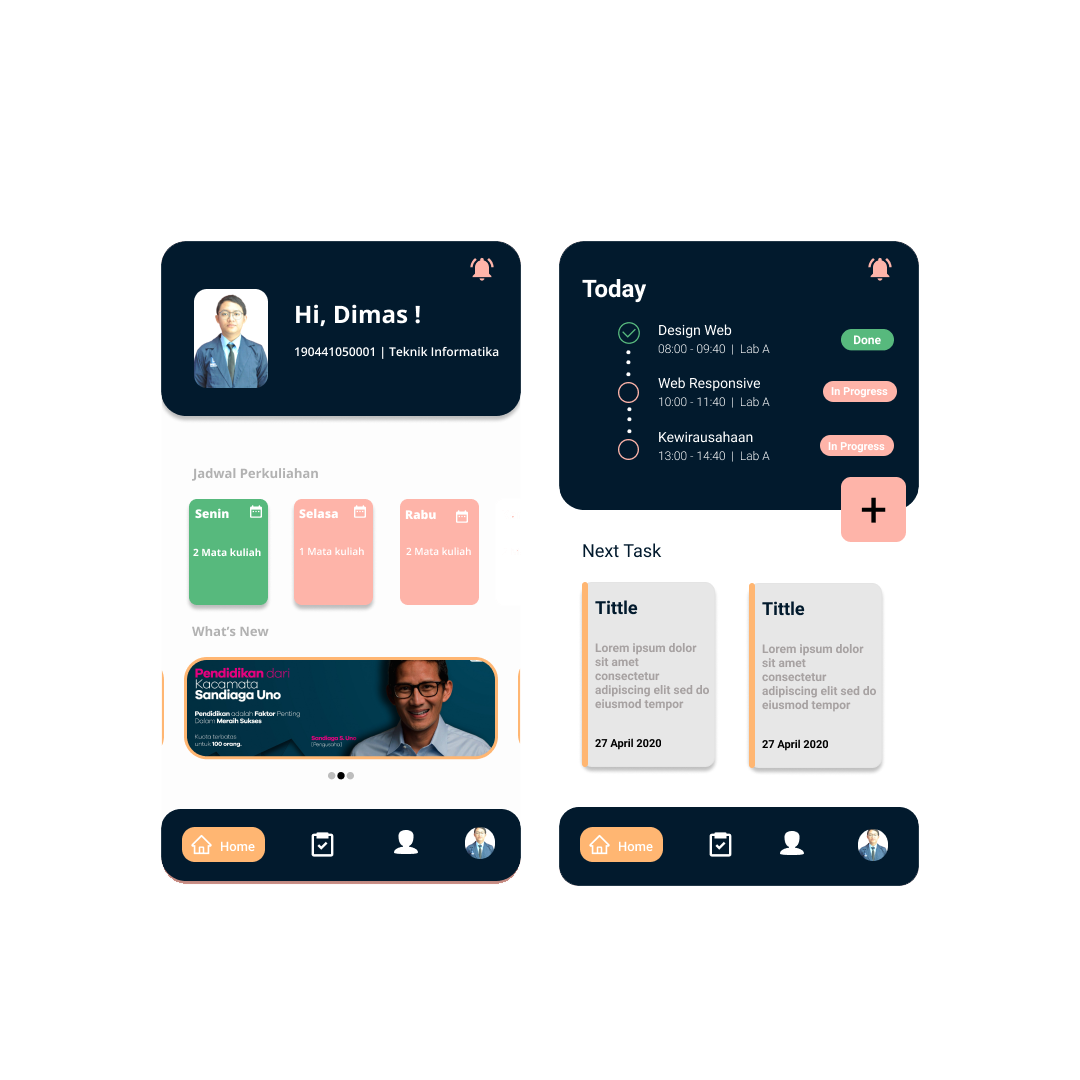 Hi, Dimas !
190441050001 | Teknik Informatika
Jadwal Perkuliahan
Senin
2 Mata kuliah
Selasa
1 Mata kuliah
Rabu
2 Mata kuliah
What's New
Pendidikan dari
Kacamata
Sandiaga Uno
Pendidikan adalah Faktor Penting
Dalam Meraih Sukses
Kuota terbatas
untuk 100 orang.
Sandiaga S. Uno
(Pengusaha)
Home
Today
Design Web
08:00 - 09:40 | Lab A
Done
Web Responsive
10:00 - 11:40 | Lab A
In Progress
Kewirausahaan
13:00 - 14:40 | Lab A
In Progress
+
Next Task
Tittle
Lorem ipsum dolor
sit amet
consectetur
adipiscing elit sed do
eiusmod tempor
27 April 2020
Tittle
Lorem ipsum dolor
sit amet
consectetur
adipiscing elit sed do
eiusmod tempor
27 April 2020
Home